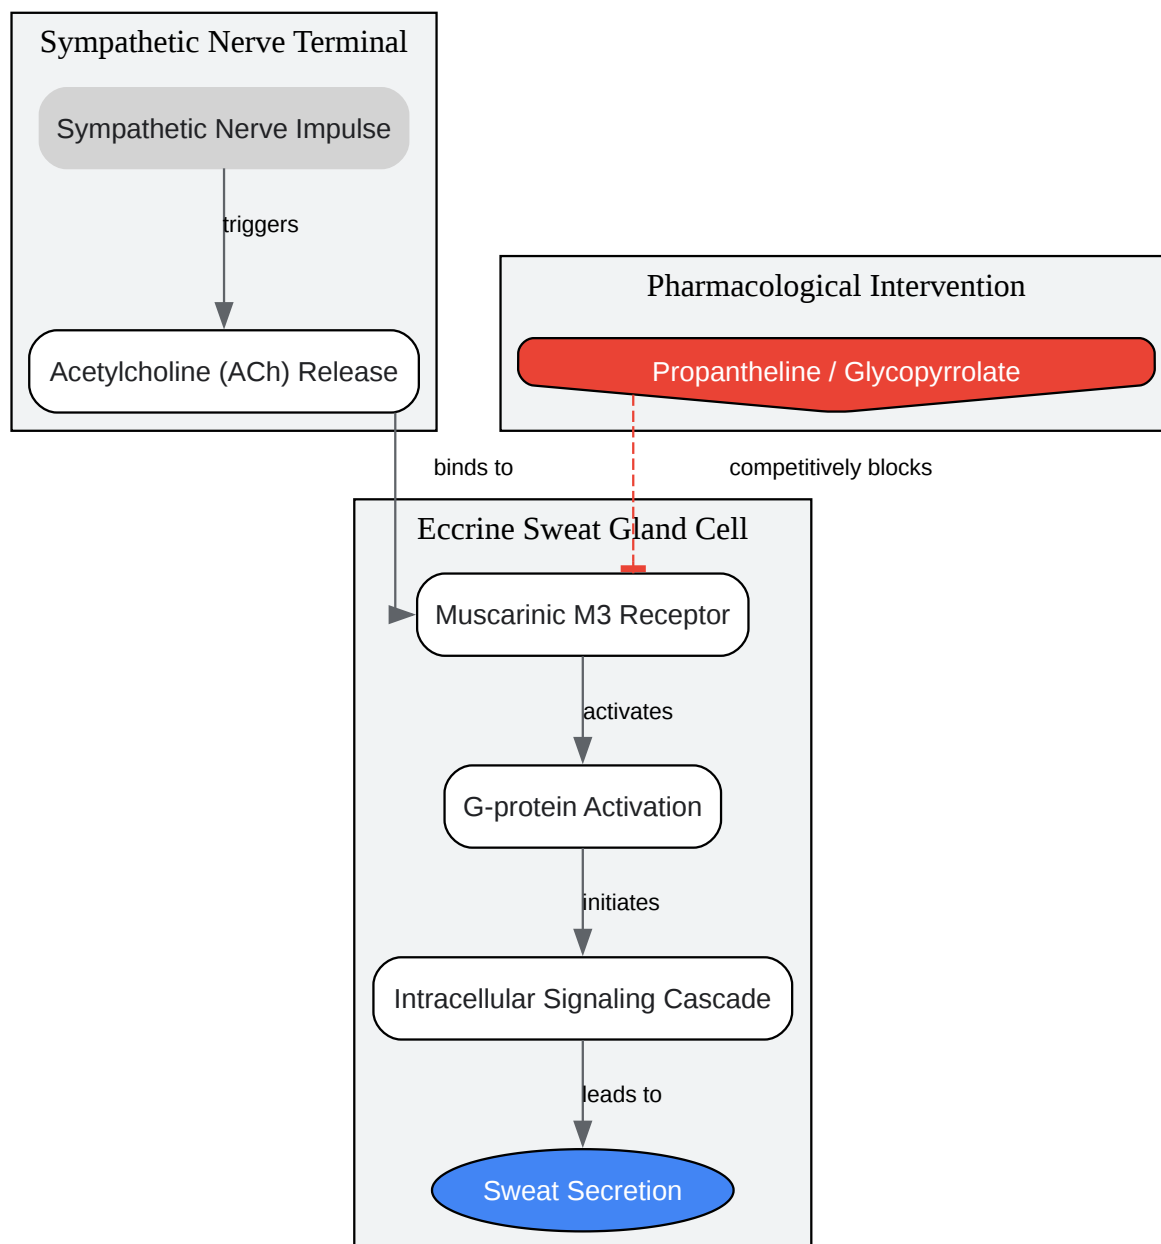 Sympathetic Nerve Terminal
Sympathetic Nerve Impulse
triggers
Acetylcholine (ACh) Release
Pharmacological Intervention
Propantheline / Glycopyrrolate
binds to
competitively blocks
Eccrine Sweat Gland Cell
Muscarinic M3 Receptor
activates
G-protein Activation
initiates
Intracellular Signaling Cascade
leads to
Sweat Secretion